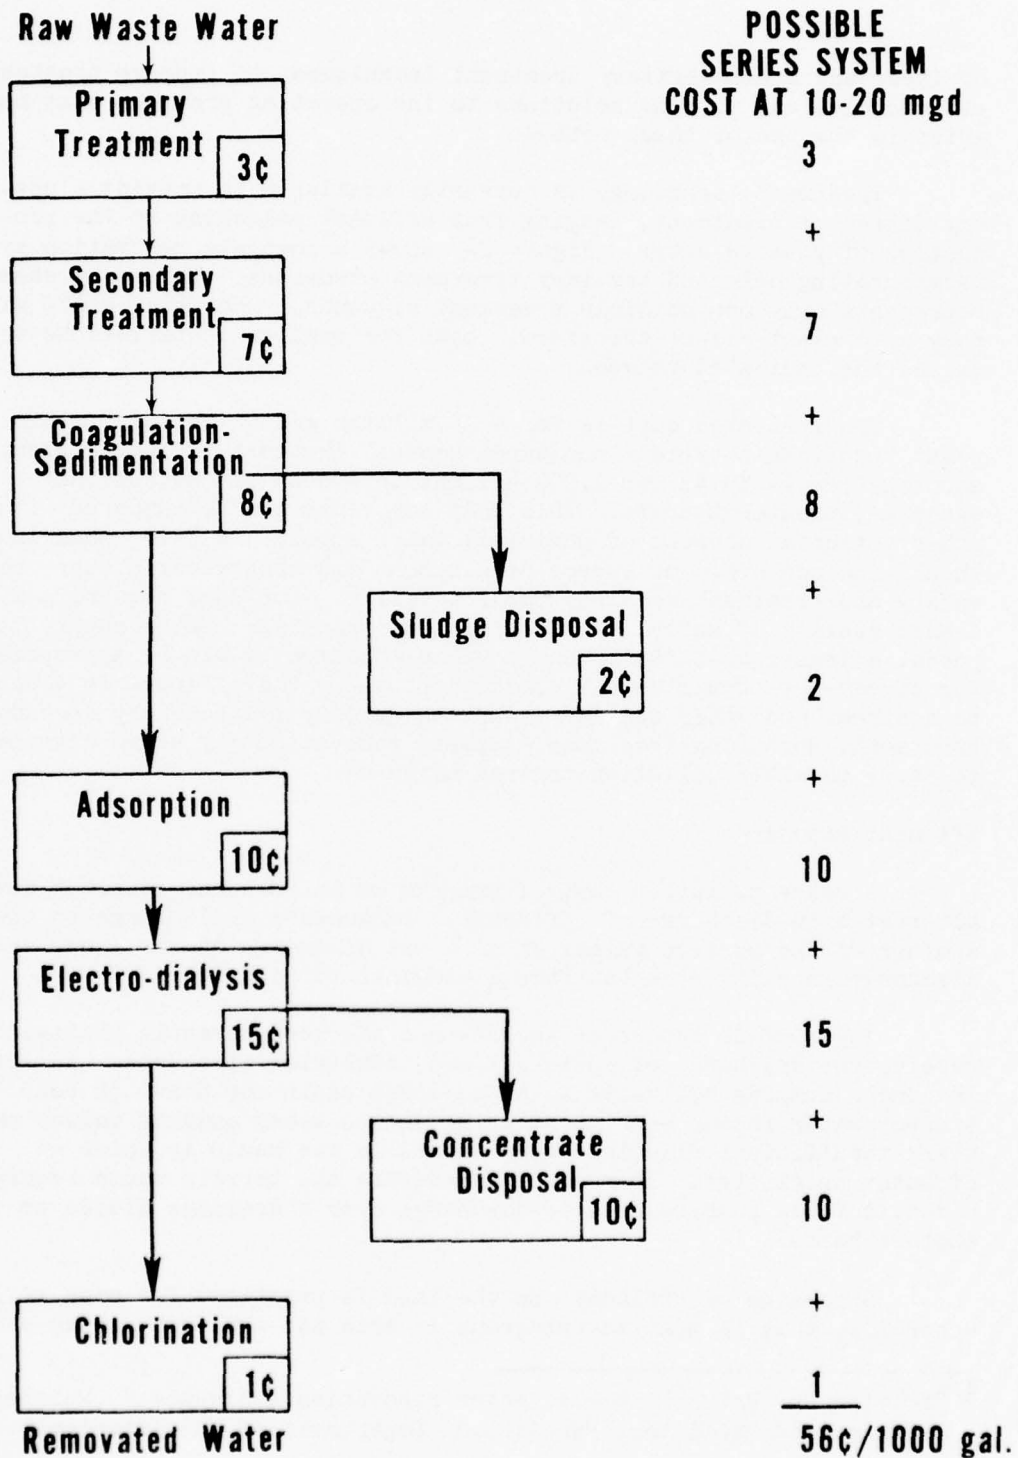 Raw Waste Water
Primary
Treatment
3¢
Secondary
Treatment
7¢
Coagulation-
Sedimentation
8¢
Sludge Disposal
2¢
Adsorption
10¢
Electro-dialysis
15¢
Concentrate
Disposal
10¢
Chlorination
1¢
Removated Water
POSSIBLE
SERIES SYSTEM
COST AT 10-20 mgd
3
+
7
+
8
+
2
+
10
+
15
+
10
+
1
56¢/1000 gal.